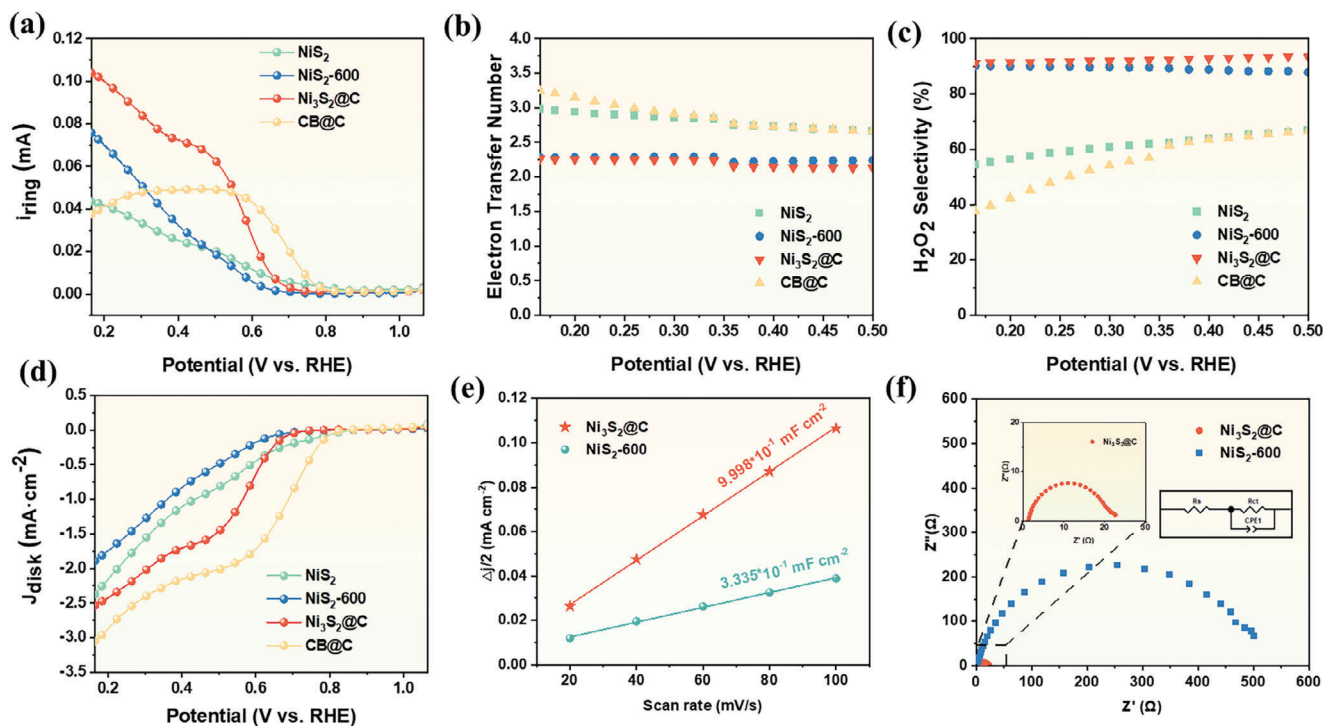 (a)
0.12
0.10
0.08
0.06
0.04
0.02
0.00
iring (mA)
NiS2
NiS2-600
Ni3S2@C
CB@C
0.2 0.4 0.6 0.8 1.0
Potential (V vs. RHE)
(b)
4.0
3.5
3.0
2.5
2.0
1.5
1.0
0.5
0.0
Electron Transfer Number
NiS2
NiS2-600
Ni3S2@C
CB@C
0.20 0.25 0.30 0.35 0.40 0.45 0.50
Potential (V vs. RHE)
(c)
100
80
60
40
20
0
H2O2 Selectivity (%)
NiS2
NiS2-600
Ni3S2@C
CB@C
0.20 0.25 0.30 0.35 0.40 0.45 0.50
Potential (V vs. RHE)
(d)
0.5
0.0
-0.5
-1.0
-1.5
-2.0
-2.5
-3.0
-3.5
Jdisk (mA·cm-2)
NiS2
NiS2-600
Ni3S2@C
CB@C
0.2 0.4 0.6 0.8 1.0
Potential (V vs. RHE)
(e)
0.12
0.10
0.08
0.06
0.04
0.02
0.00
Δj/2 (mA cm-2)
Ni3S2@C
NiS2-600
9.998*10-1 mF cm-2
3.335*10-1 mF cm-2
20 40 60 80 100
Scan rate (mV/s)
(f)
600
500
400
300
200
100
0
Z''(Ω)
Ni3S2@C
NiS2-600
20
10
0
Z''(Ω)
Ni3S2@C
0 10 20 30 40 50
Z' (Ω)
Rs
Rct
CPE1
0 100 200 300 400 500 600
Z' (Ω)